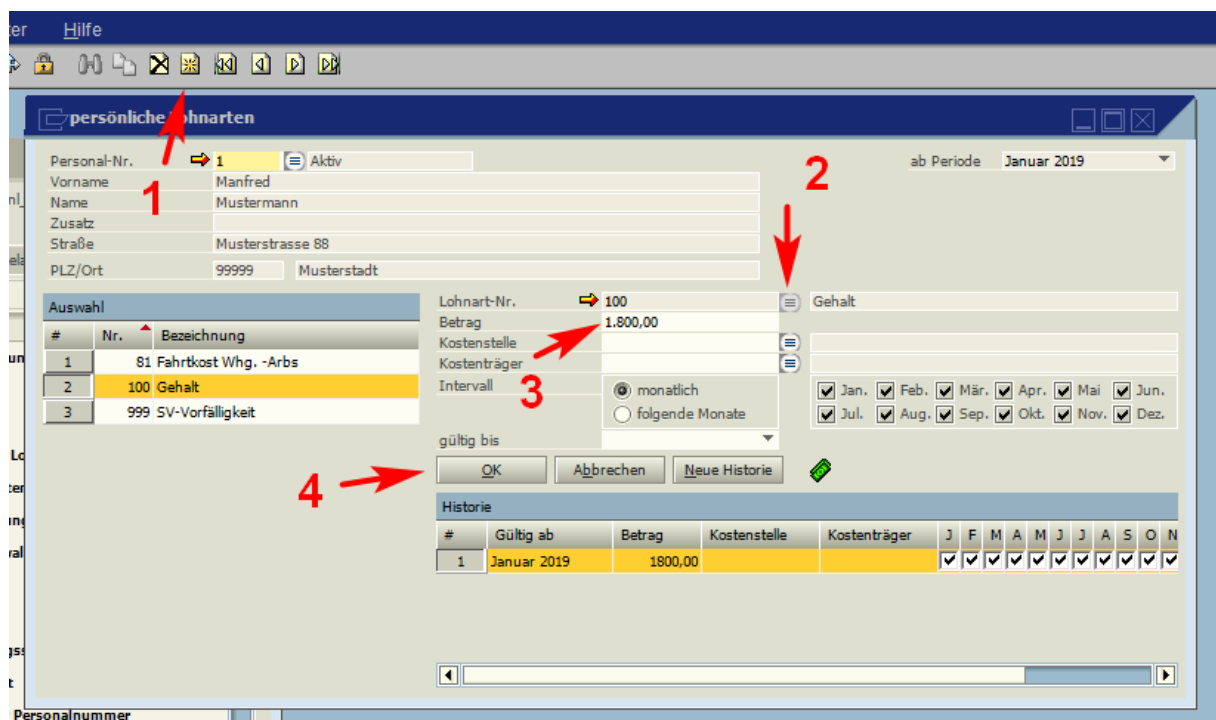 ter Hilfe
persönliche Lohnarten
Personal-Nr. 1 Aktiv ab Periode Januar 2019
Vorname Manfred
Name Mustermann
Zusatz
Straße Musterstrasse 88
PLZ/Ort 99999 Musterstadt
1
2
Auswahl
# Nr. Bezeichnung
1 81 Fahrtkost Whg. -Arbs
2 100 Gehalt
3 999 SV-Vorfälligkeit
Lohnart-Nr. 100 Gehalt
Betrag 1.800,00
Kostenstelle
Kostenträger
3
Intervall monatlich Jan. Feb. Mär. Apr. Mai Jun.
folgende Monate Jul. Aug. Sep. Okt. Nov. Dez.
gültig bis
4
OK Abbrechen Neue Historie
Historie
# Gültig ab Betrag Kostenstelle Kostenträger J F M A M J J A S O N
1 Januar 2019 1800,00
Personalnummer